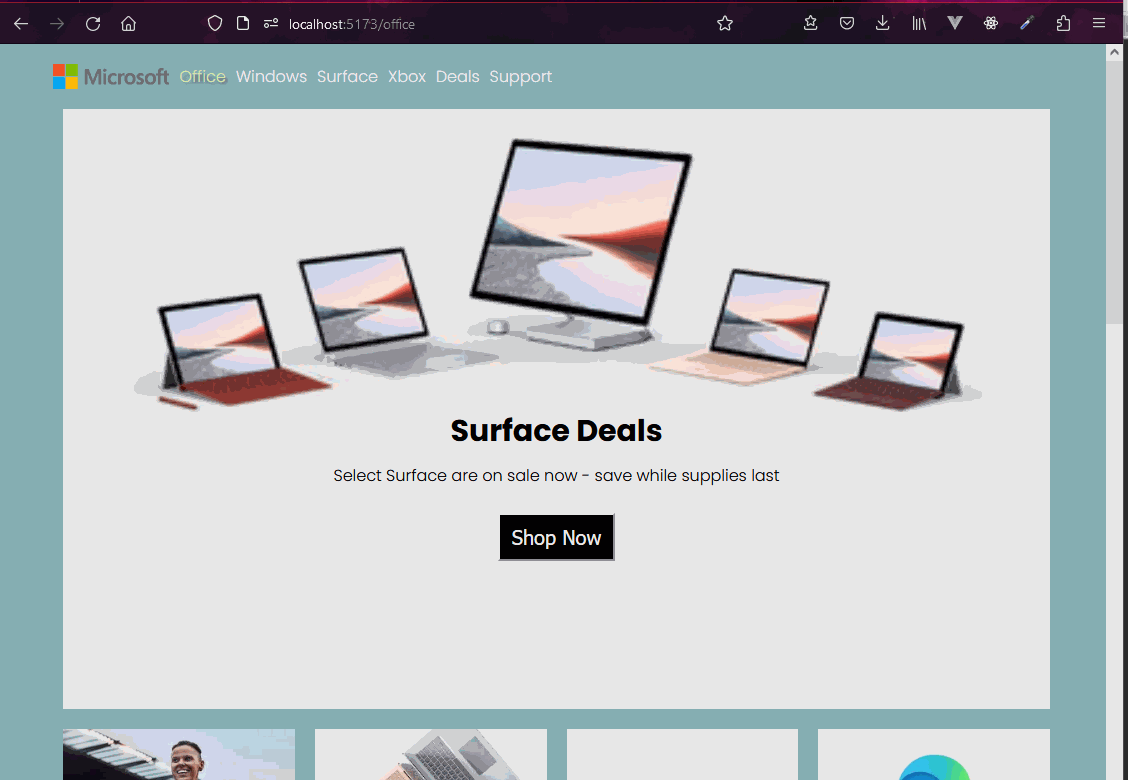 localhost:5173/office
Microsoft Office Windows Surface Xbox Deals Support
Surface Deals
Select Surface are on sale now - save while supplies last
Shop Now